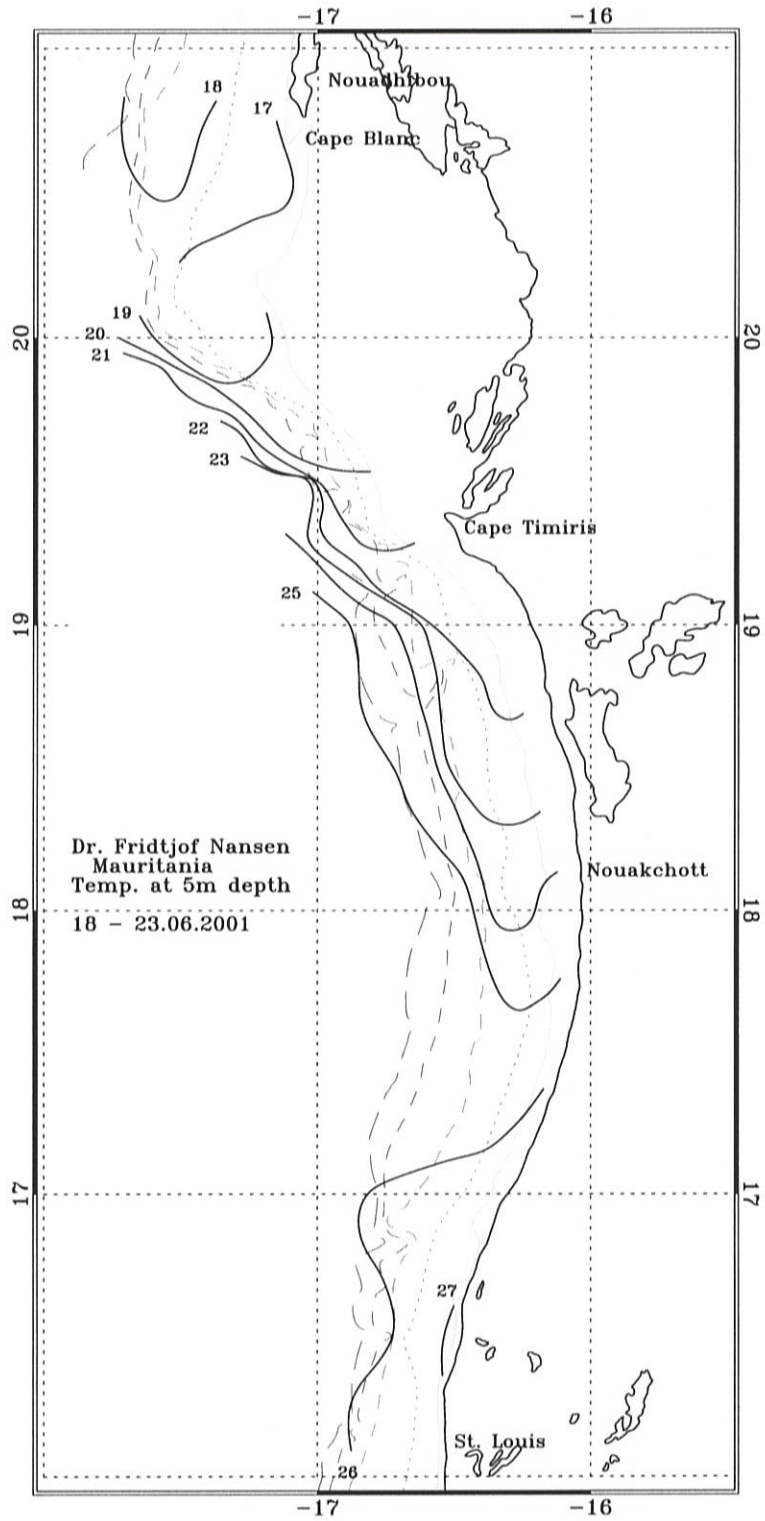 -17 -16
Nouadhibou
18
17
Cape Blanc
19
20
20 20
21
22
23
Cape Timiris
25
19 19
Dr. Fridtjof Nansen
Mauritania
Temp. at 5m depth
Nouakchott
18 18
18 - 23.06.2001
17 17
27
St. Louis
26
-17 -16